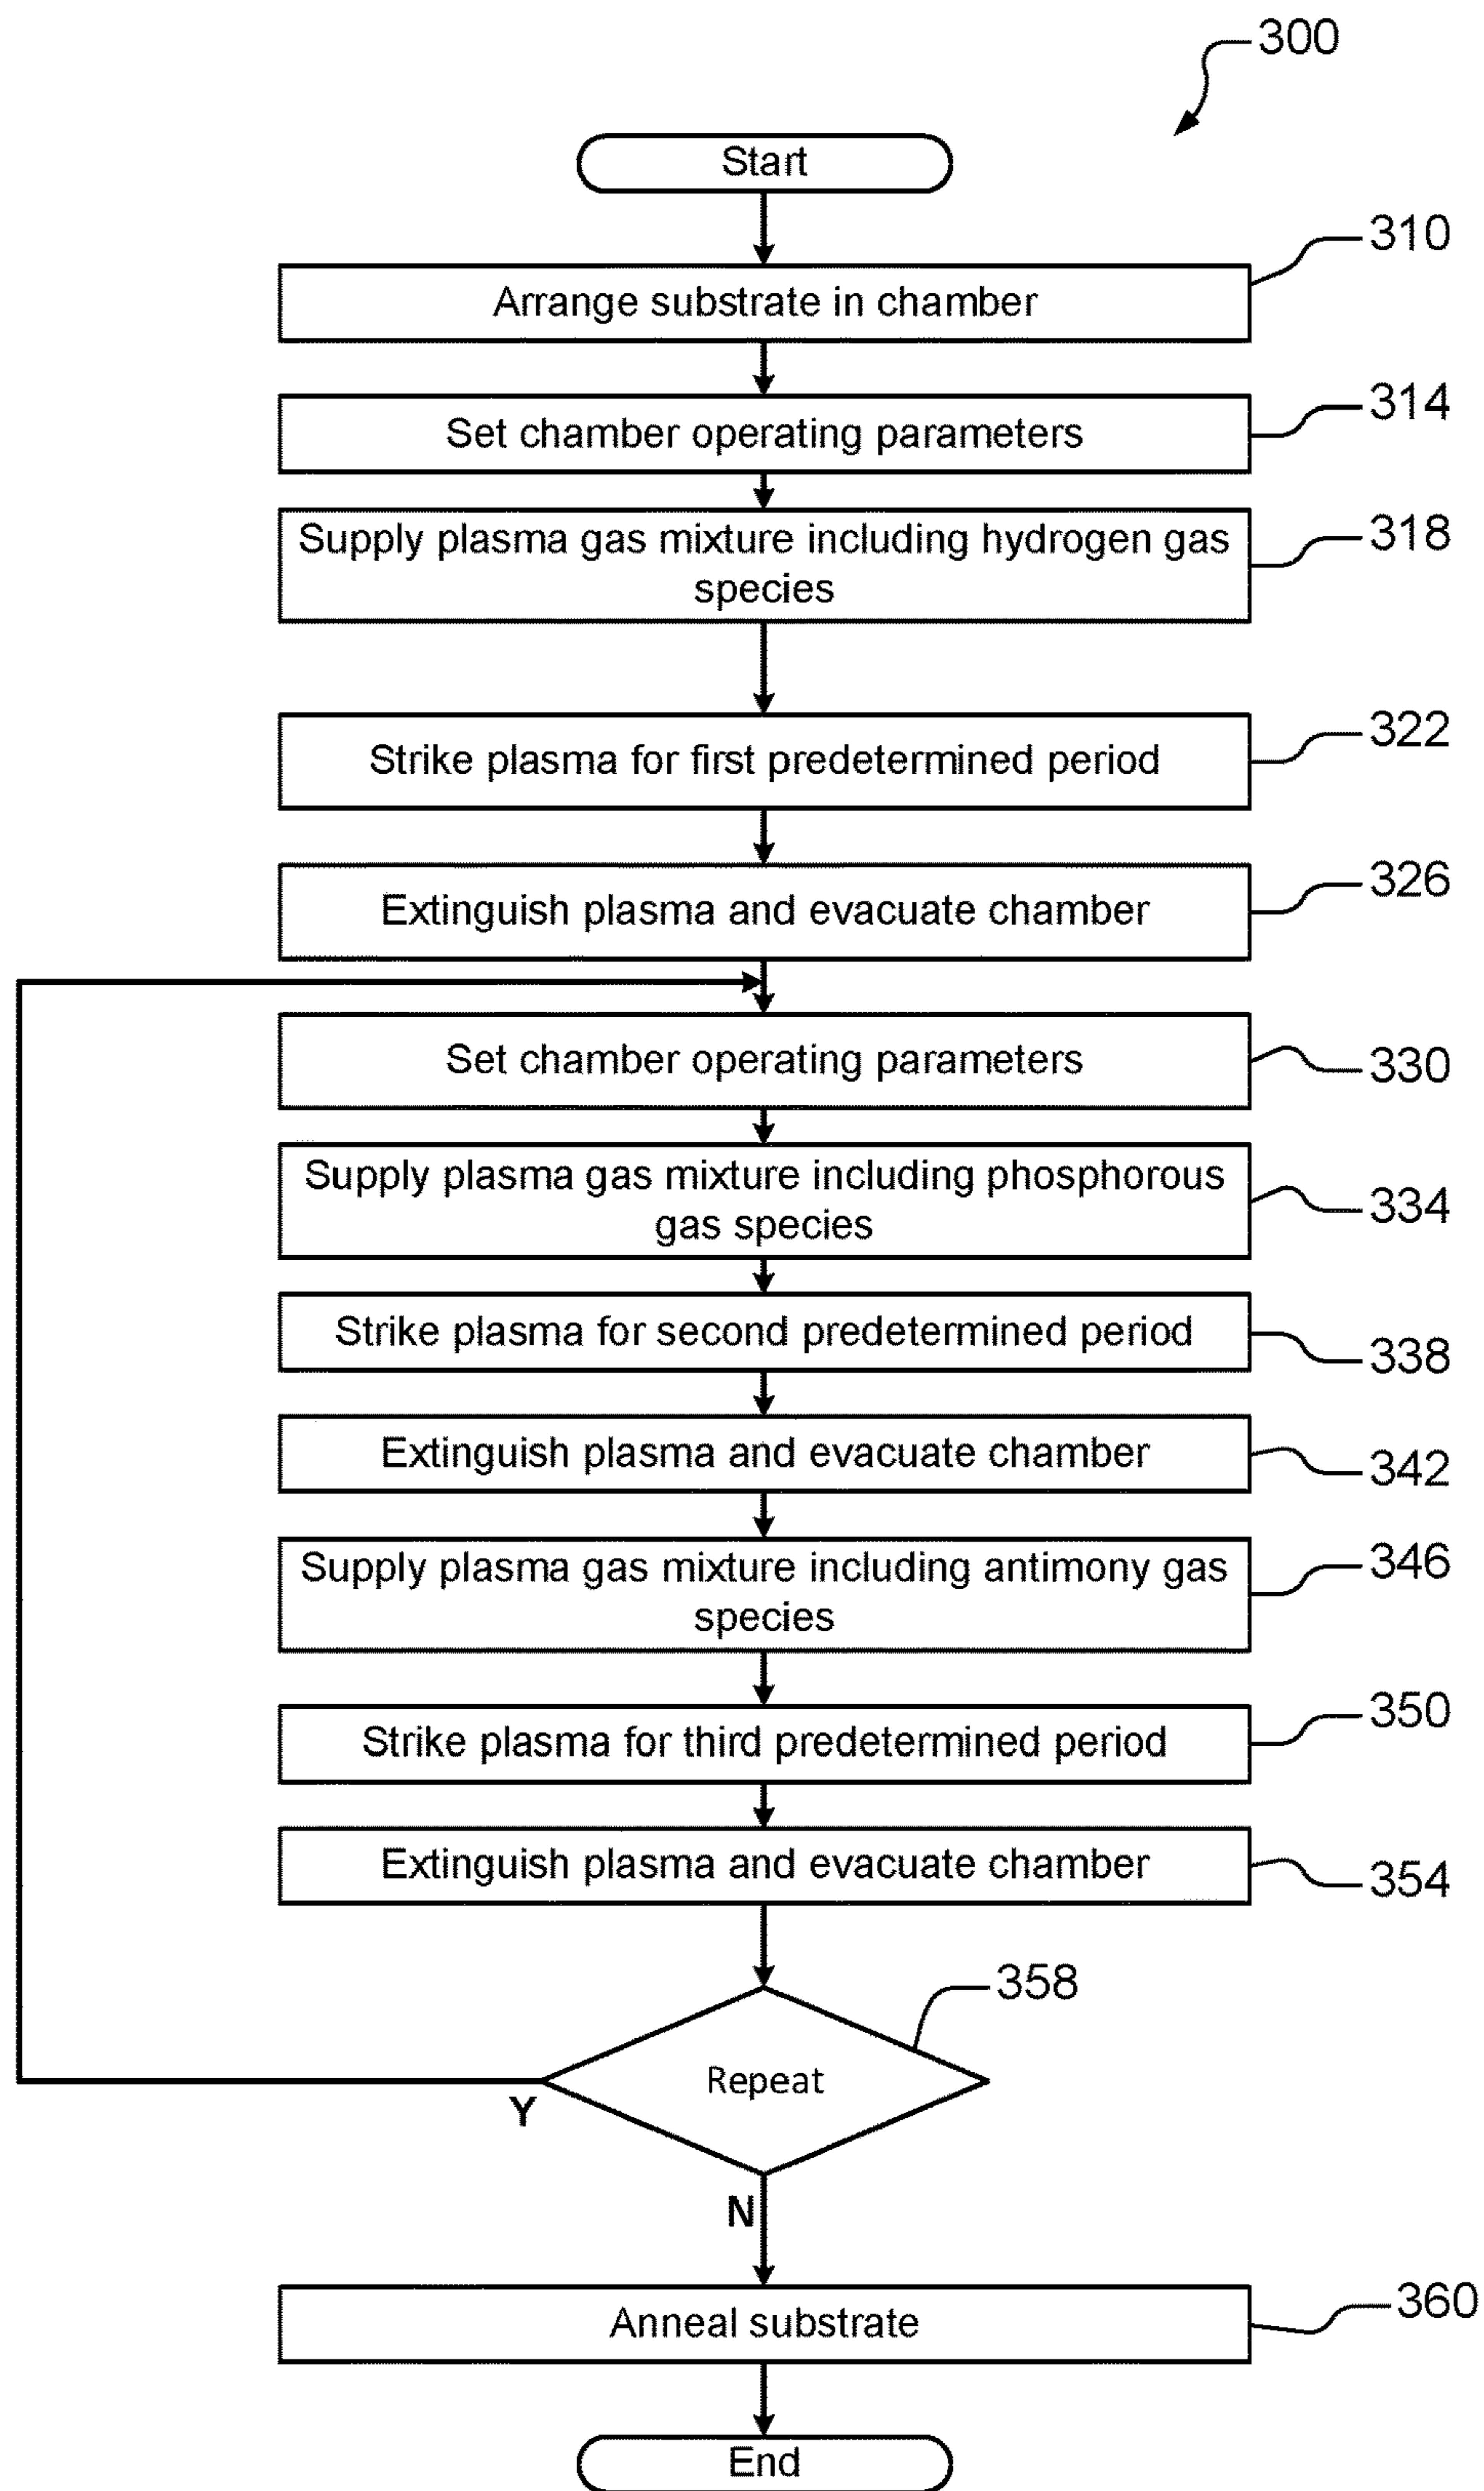 300
Start
310
Arrange substrate in chamber
314
Set chamber operating parameters
318
Supply plasma gas mixture including hydrogen gas
species
322
Strike plasma for first predetermined period
326
Extinguish plasma and evacuate chamber
330
Set chamber operating parameters
334
Supply plasma gas mixture including phosphorous
gas species
338
Strike plasma for second predetermined period
342
Extinguish plasma and evacuate chamber
346
Supply plasma gas mixture including antimony gas
species
350
Strike plasma for third predetermined period
354
Extinguish plasma and evacuate chamber
358
Repeat
Y
N
360
Anneal substrate
End